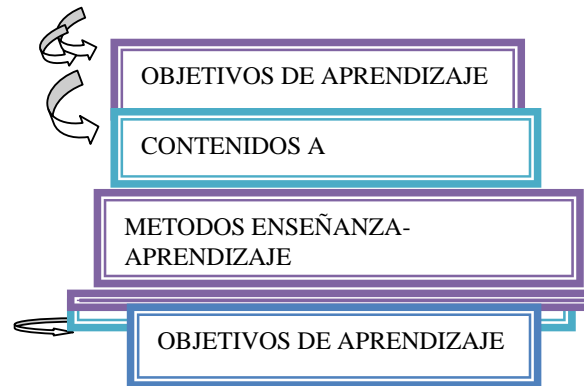 OBJETIVOS DE APRENDIZAJE
CONTENIDOS A
METODOS ENSEÑANZA-
APRENDIZAJE
OBJETIVOS DE APRENDIZAJE